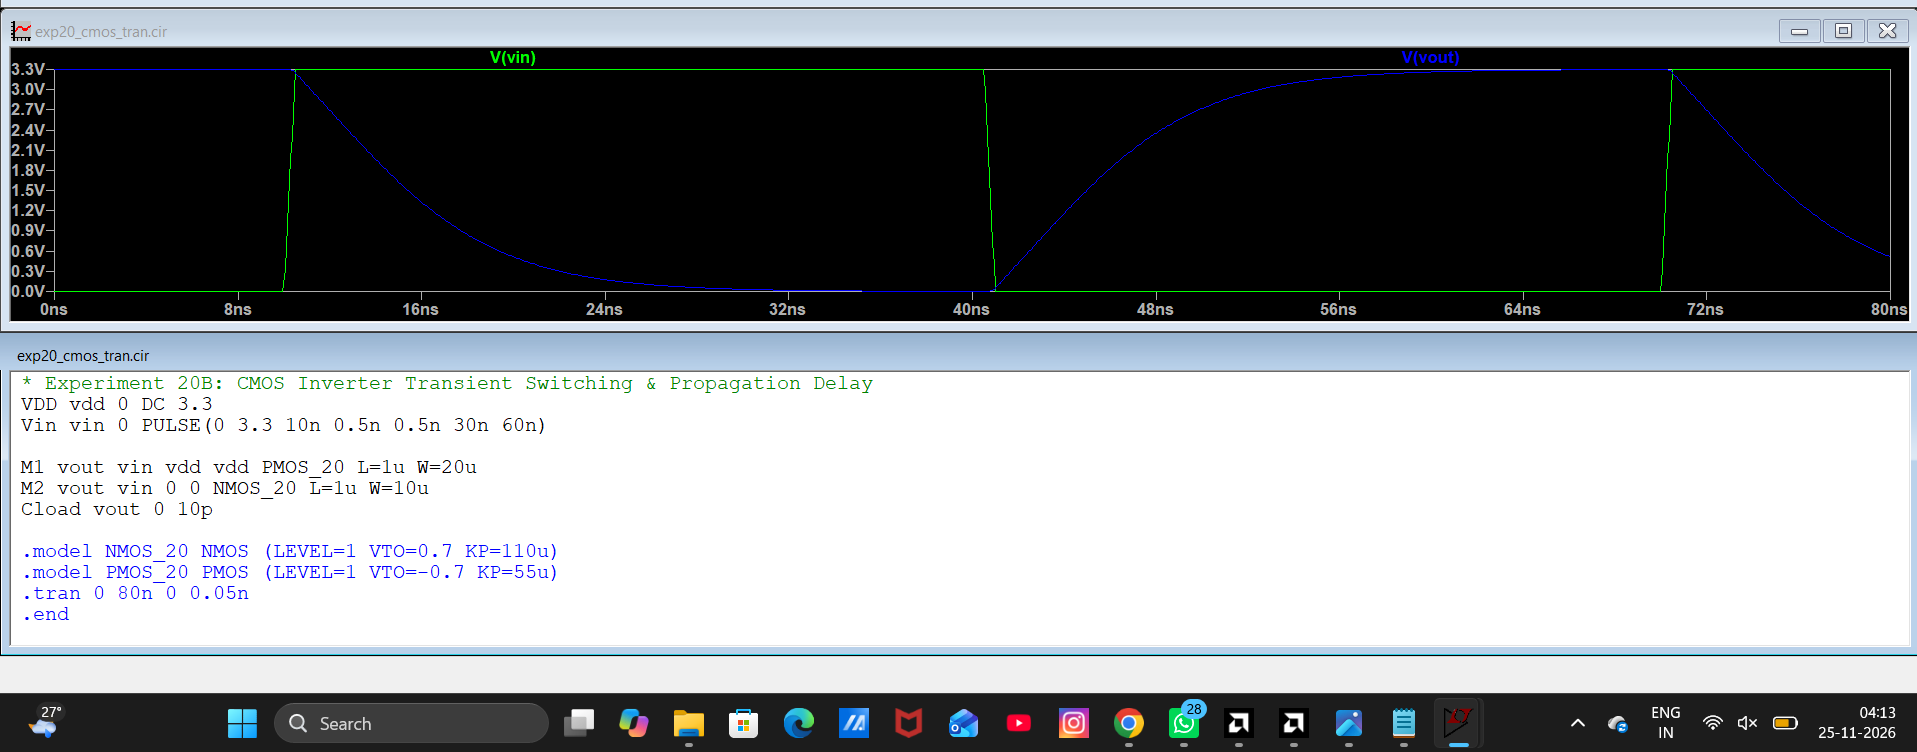 exp20_cmos_tran.cir
V(vin) V(vout)
3.3V
3.0V
2.7V
2.4V
2.1V
1.8V
1.5V
1.2V
0.9V
0.6V
0.3V
0.0V
0ns 8ns 16ns 24ns 32ns 40ns 48ns 56ns 64ns 72ns 80ns
exp20_cmos_tran.cir
* Experiment 20B: CMOS Inverter Transient Switching & Propagation Delay
VDD vdd 0 DC 3.3
Vin vin 0 PULSE(0 3.3 10n 0.5n 0.5n 30n 60n)
M1 vout vin vdd vdd PMOS_20 L=1u W=20u
M2 vout vin 0 0 NMOS_20 L=1u W=10u
Cload vout 0 10p
.model NMOS_20 NMOS (LEVEL=1 VTO=0.7 KP=110u)
.model PMOS_20 PMOS (LEVEL=1 VTO=-0.7 KP=55u)
.tran 0 80n 0 0.05n
.end
27°
Search
28
ENG
IN
04:13
25-11-2026